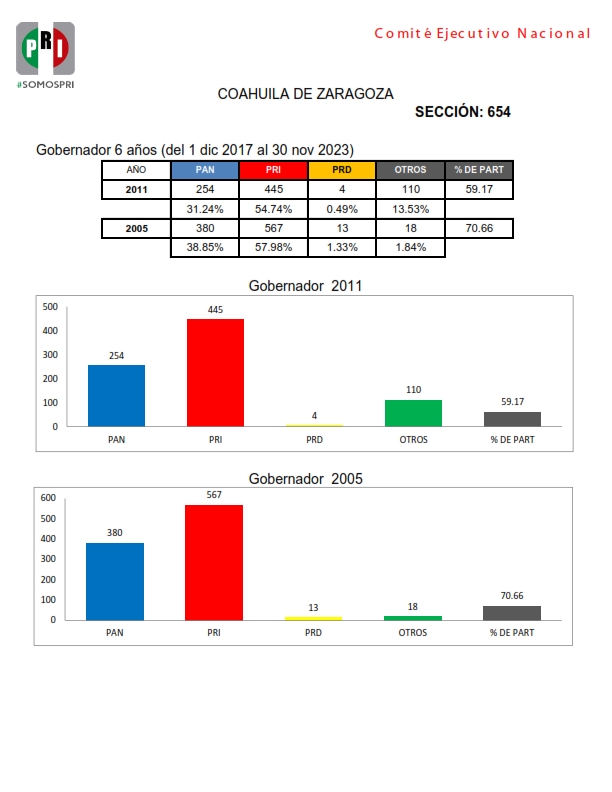 PRI
#SOMOSPRI
Comité Ejecutivo Nacional
COAHUILA DE ZARAGOZA
SECCIÓN: 654
Gobernador 6 años (del 1 dic 2017 al 30 nov 2023)
AÑO PAN PRI PRD OTROS % DE PART
2011 254 445 4 110 59.17
31.24% 54.74% 0.49% 13.53%
2005 380 567 13 18 70.66
38.85% 57.98% 1.33% 1.84%
Gobernador 2011
500
400
300
200
100
0
254
445
4
110
59.17
PAN PRI PRD OTROS % DE PART
Gobernador 2005
600
500
400
300
200
100
0
380
567
13
18
70.66
PAN PRI PRD OTROS % DE PART